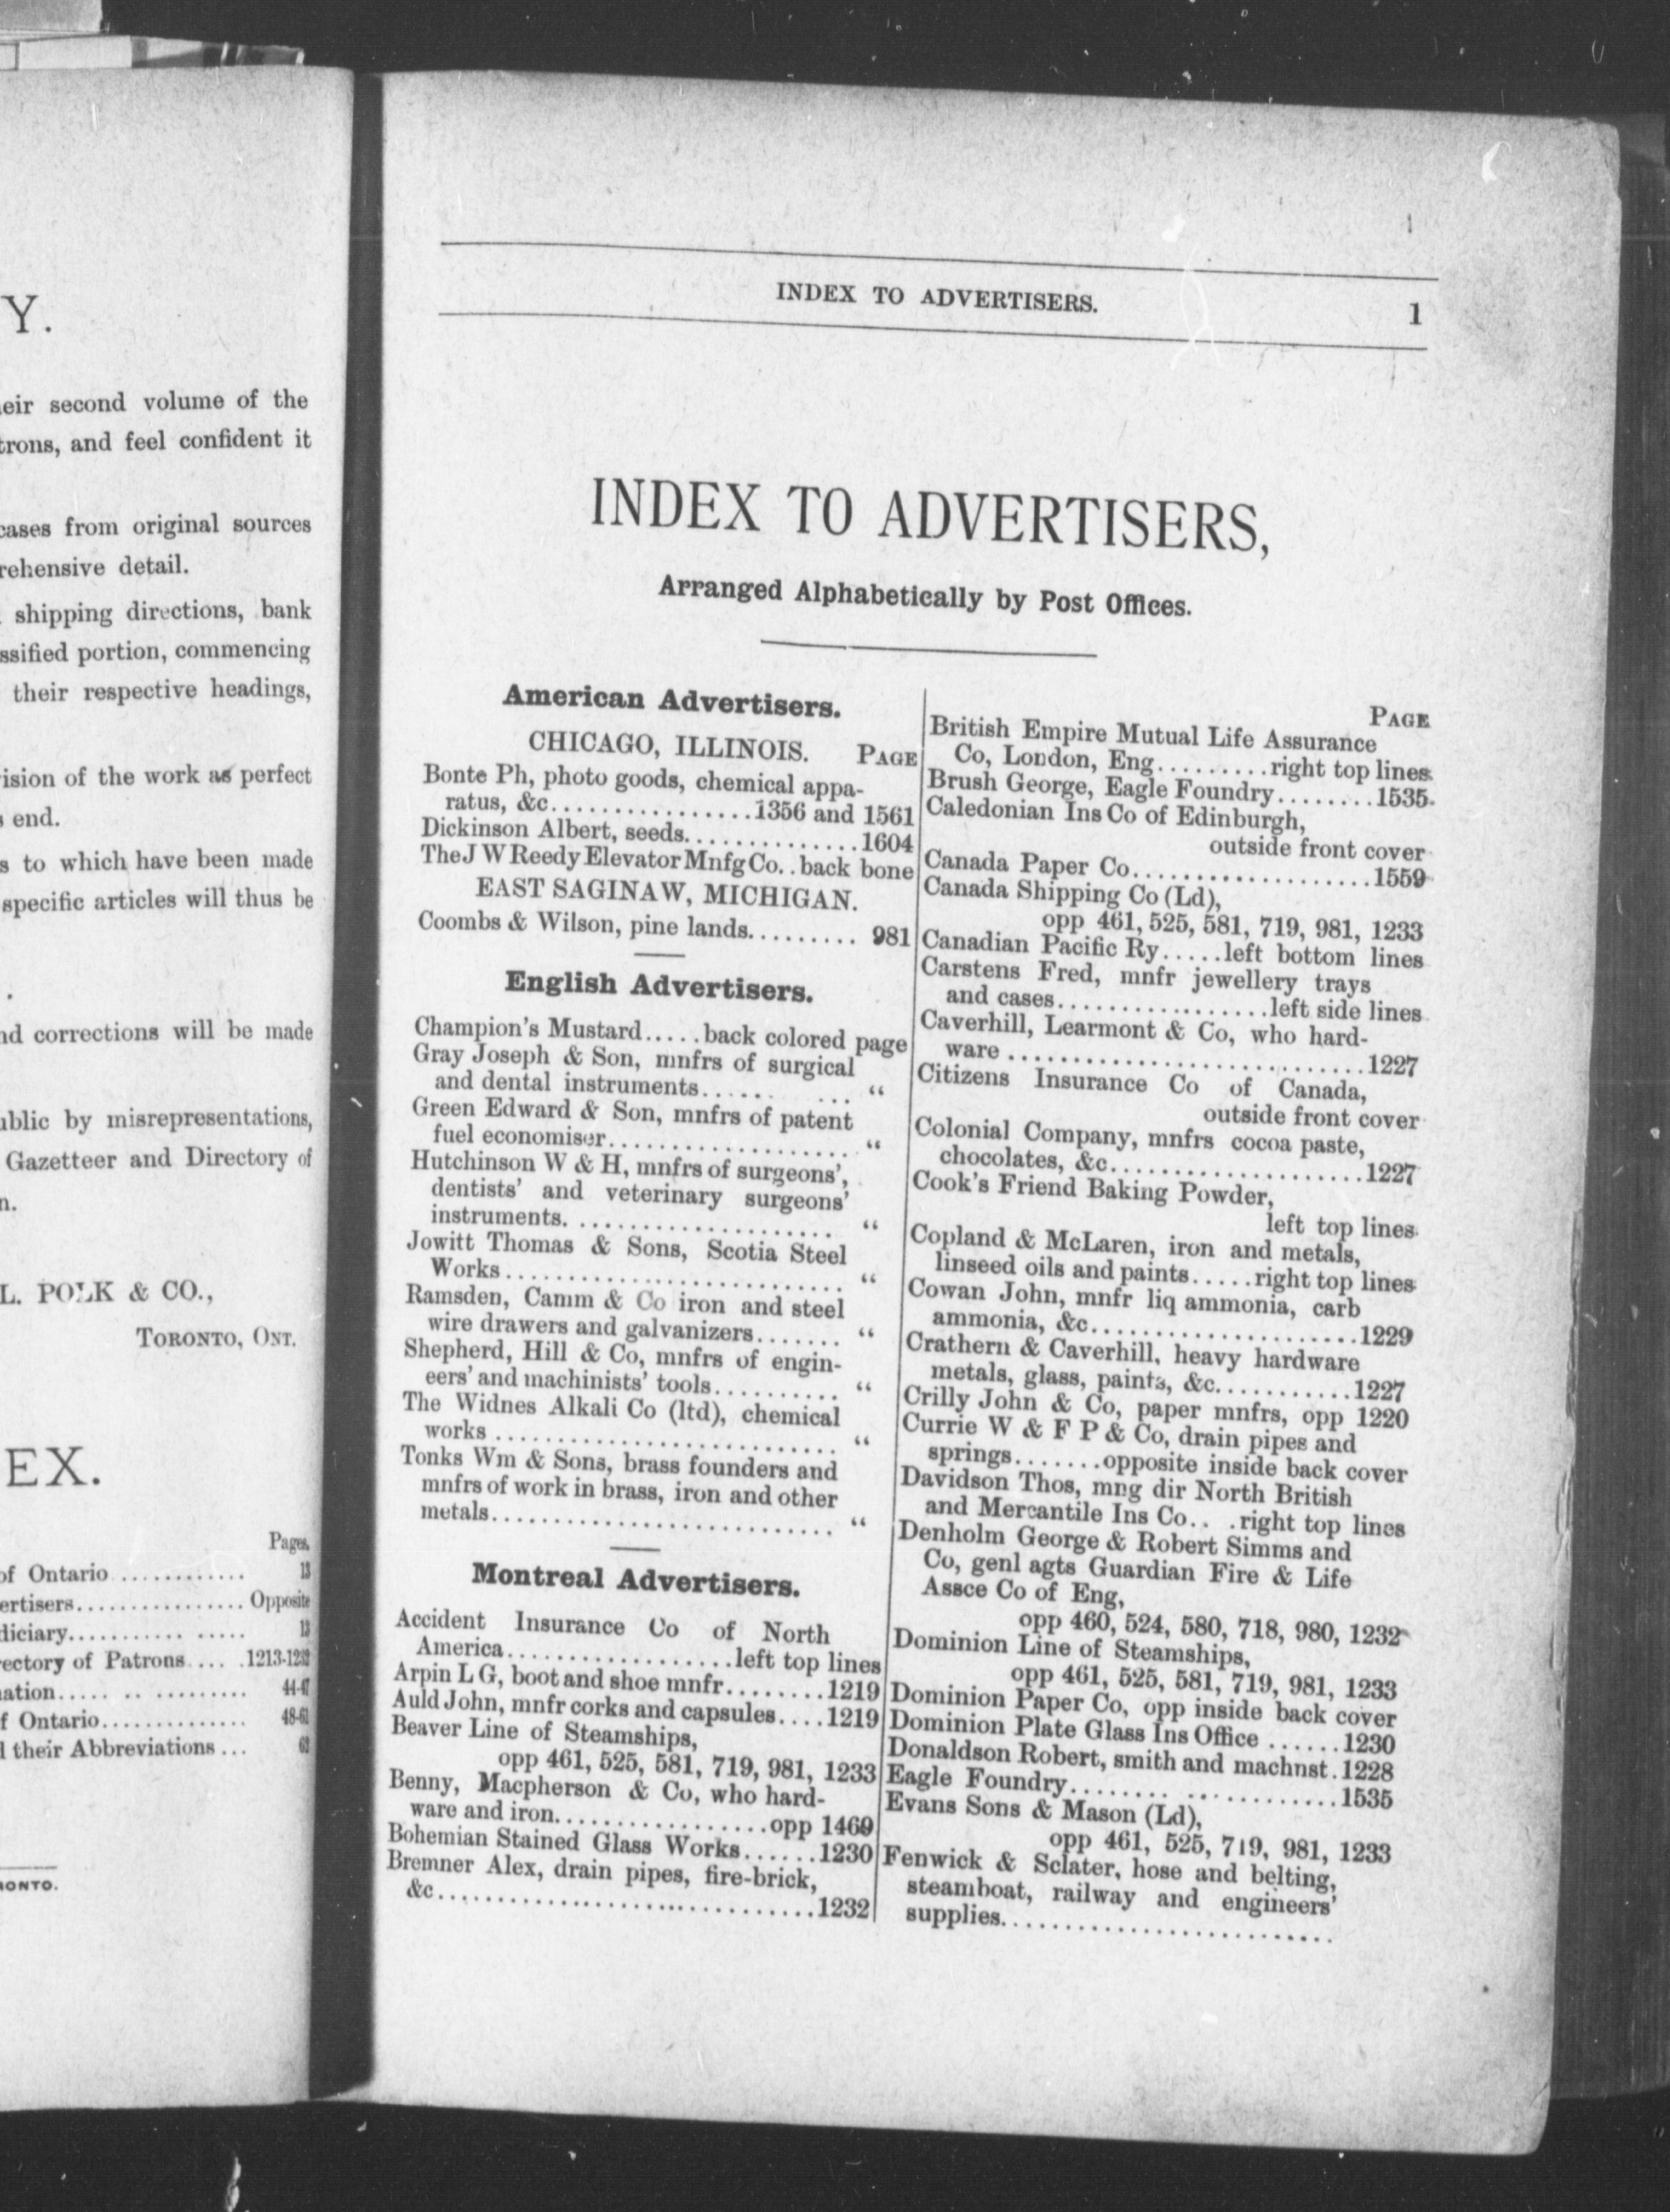 Y.
eir second volume of the
trons, and feel confident it
cases from original sources
rehensive detail.
shipping directions, bank
ssified portion, commencing
their respective headings,
ision of the work as perfect
end.
s to which have been made
specific articles will thus be
nd corrections will be made
ublic by misrepresentations,
Gazetteer and Directory of
n.
L. POLK & CO.,
TORONTO, ONT.
EX.
Pages.
of Ontario ............ 13
ertisers................ Opposite
diciary........... ..... 13
ectory of Patrons.... .1213-1233
ation..... .. ......... 44-47
f Ontario.............. 48-61
d their Abbreviations ... 62
RONTO.
INDEX TO ADVERTISERS. 1
INDEX TO ADVERTISERS,
Arranged Alphabetically by Post Offices.
American Advertisers.
CHICAGO, ILLINOIS. PAGE
Bonte Ph, photo goods, chemical appa-
ratus, &c................1356 and 1561
Dickinson Albert, seeds..............1604
The J W Reedy Elevator Mnfg Co..back bone
EAST SAGINAW, MICHIGAN.
Coombs & Wilson, pine lands......... 981
English Advertisers.
Champion's Mustard.....back colored page
Gray Joseph & Son, mnfrs of surgical
and dental instruments...... ... "
Green Edward & Son, mnfrs of patent
fuel economiser.................... "
Hutchinson W & H, mnfrs of surgeons',
dentists' and veterinary surgeons'
instruments. ..................... "
Jowitt Thomas & Sons, Scotia Steel
Works............................ "
Ramsden, Camm & Co iron and steel
wire drawers and galvanizers....... "
Shepherd, Hill & Co, mnfrs of engin-
eers' and machinists' tools.......... "
The Widnes Alkali Co (ltd), chemical
works ............................ "
Tonks Wm & Sons, brass founders and
mnfrs of work in brass, iron and other
metals............................ "
Montreal Advertisers.
Accident Insurance Co of North
America..................left top lines
Arpin L G, boot and shoe mnfr........1219
Auld John, mnfr corks and capsules....1219
Beaver Line of Steamships,
opp 461, 525, 581, 719, 981, 1233
Benny, Macpherson & Co, who hard-
ware and iron.................opp 1469
Bohemian Stained Glass Works......1230
Bremner Alex, drain pipes, fire-brick,
&c..............................1232
PAGE
British Empire Mutual Life Assurance
Co, London, Eng.........right top lines
Brush George, Eagle Foundry........1535
Caledonian Ins Co of Edinburgh,
outside front cover
Canada Paper Co...................1559
Canada Shipping Co (Ld),
opp 461, 525, 581, 719, 981, 1233
Canadian Pacific Ry.....left bottom lines
Carstens Fred, mnfr jewellery trays
and cases.................left side lines
Caverhill, Learmont & Co, who hard-
ware ............................1227
Citizens Insurance Co of Canada,
outside front cover
Colonial Company, mnfrs cocoa paste,
chocolates, &c....................1227
Cook's Friend Baking Powder,
left top lines
Copland & McLaren, iron and metals,
linseed oils and paints.....right top lines
Cowan John, mnfr liq ammonia, carb
ammonia, &c.....................1229
Crathern & Caverhill, heavy hardware
metals, glass, paints, &c...........1227
Crilly John & Co, paper mnfrs, opp 1220
Currie W & F P & Co, drain pipes and
springs.......opposite inside back cover
Davidson Thos, mng dir North British
and Mercantile Ins Co.. .right top lines
Denholm George & Robert Simms and
Co, genl agts Guardian Fire & Life
Assce Co of Eng,
opp 460, 524, 580, 718, 980, 1232
Dominion Line of Steamships,
opp 461, 525, 581, 719, 981, 1233
Dominion Paper Co, opp inside back cover
Dominion Plate Glass Ins Office ......1230
Donaldson Robert, smith and machnst.1228
Eagle Foundry........ .. ...........1535
Evans Sons & Mason (Ld),
opp 461, 525, 719, 981, 1233
Fenwick & Sclater, hose and belting,
steamboat, railway and engineers'
supplies..........................